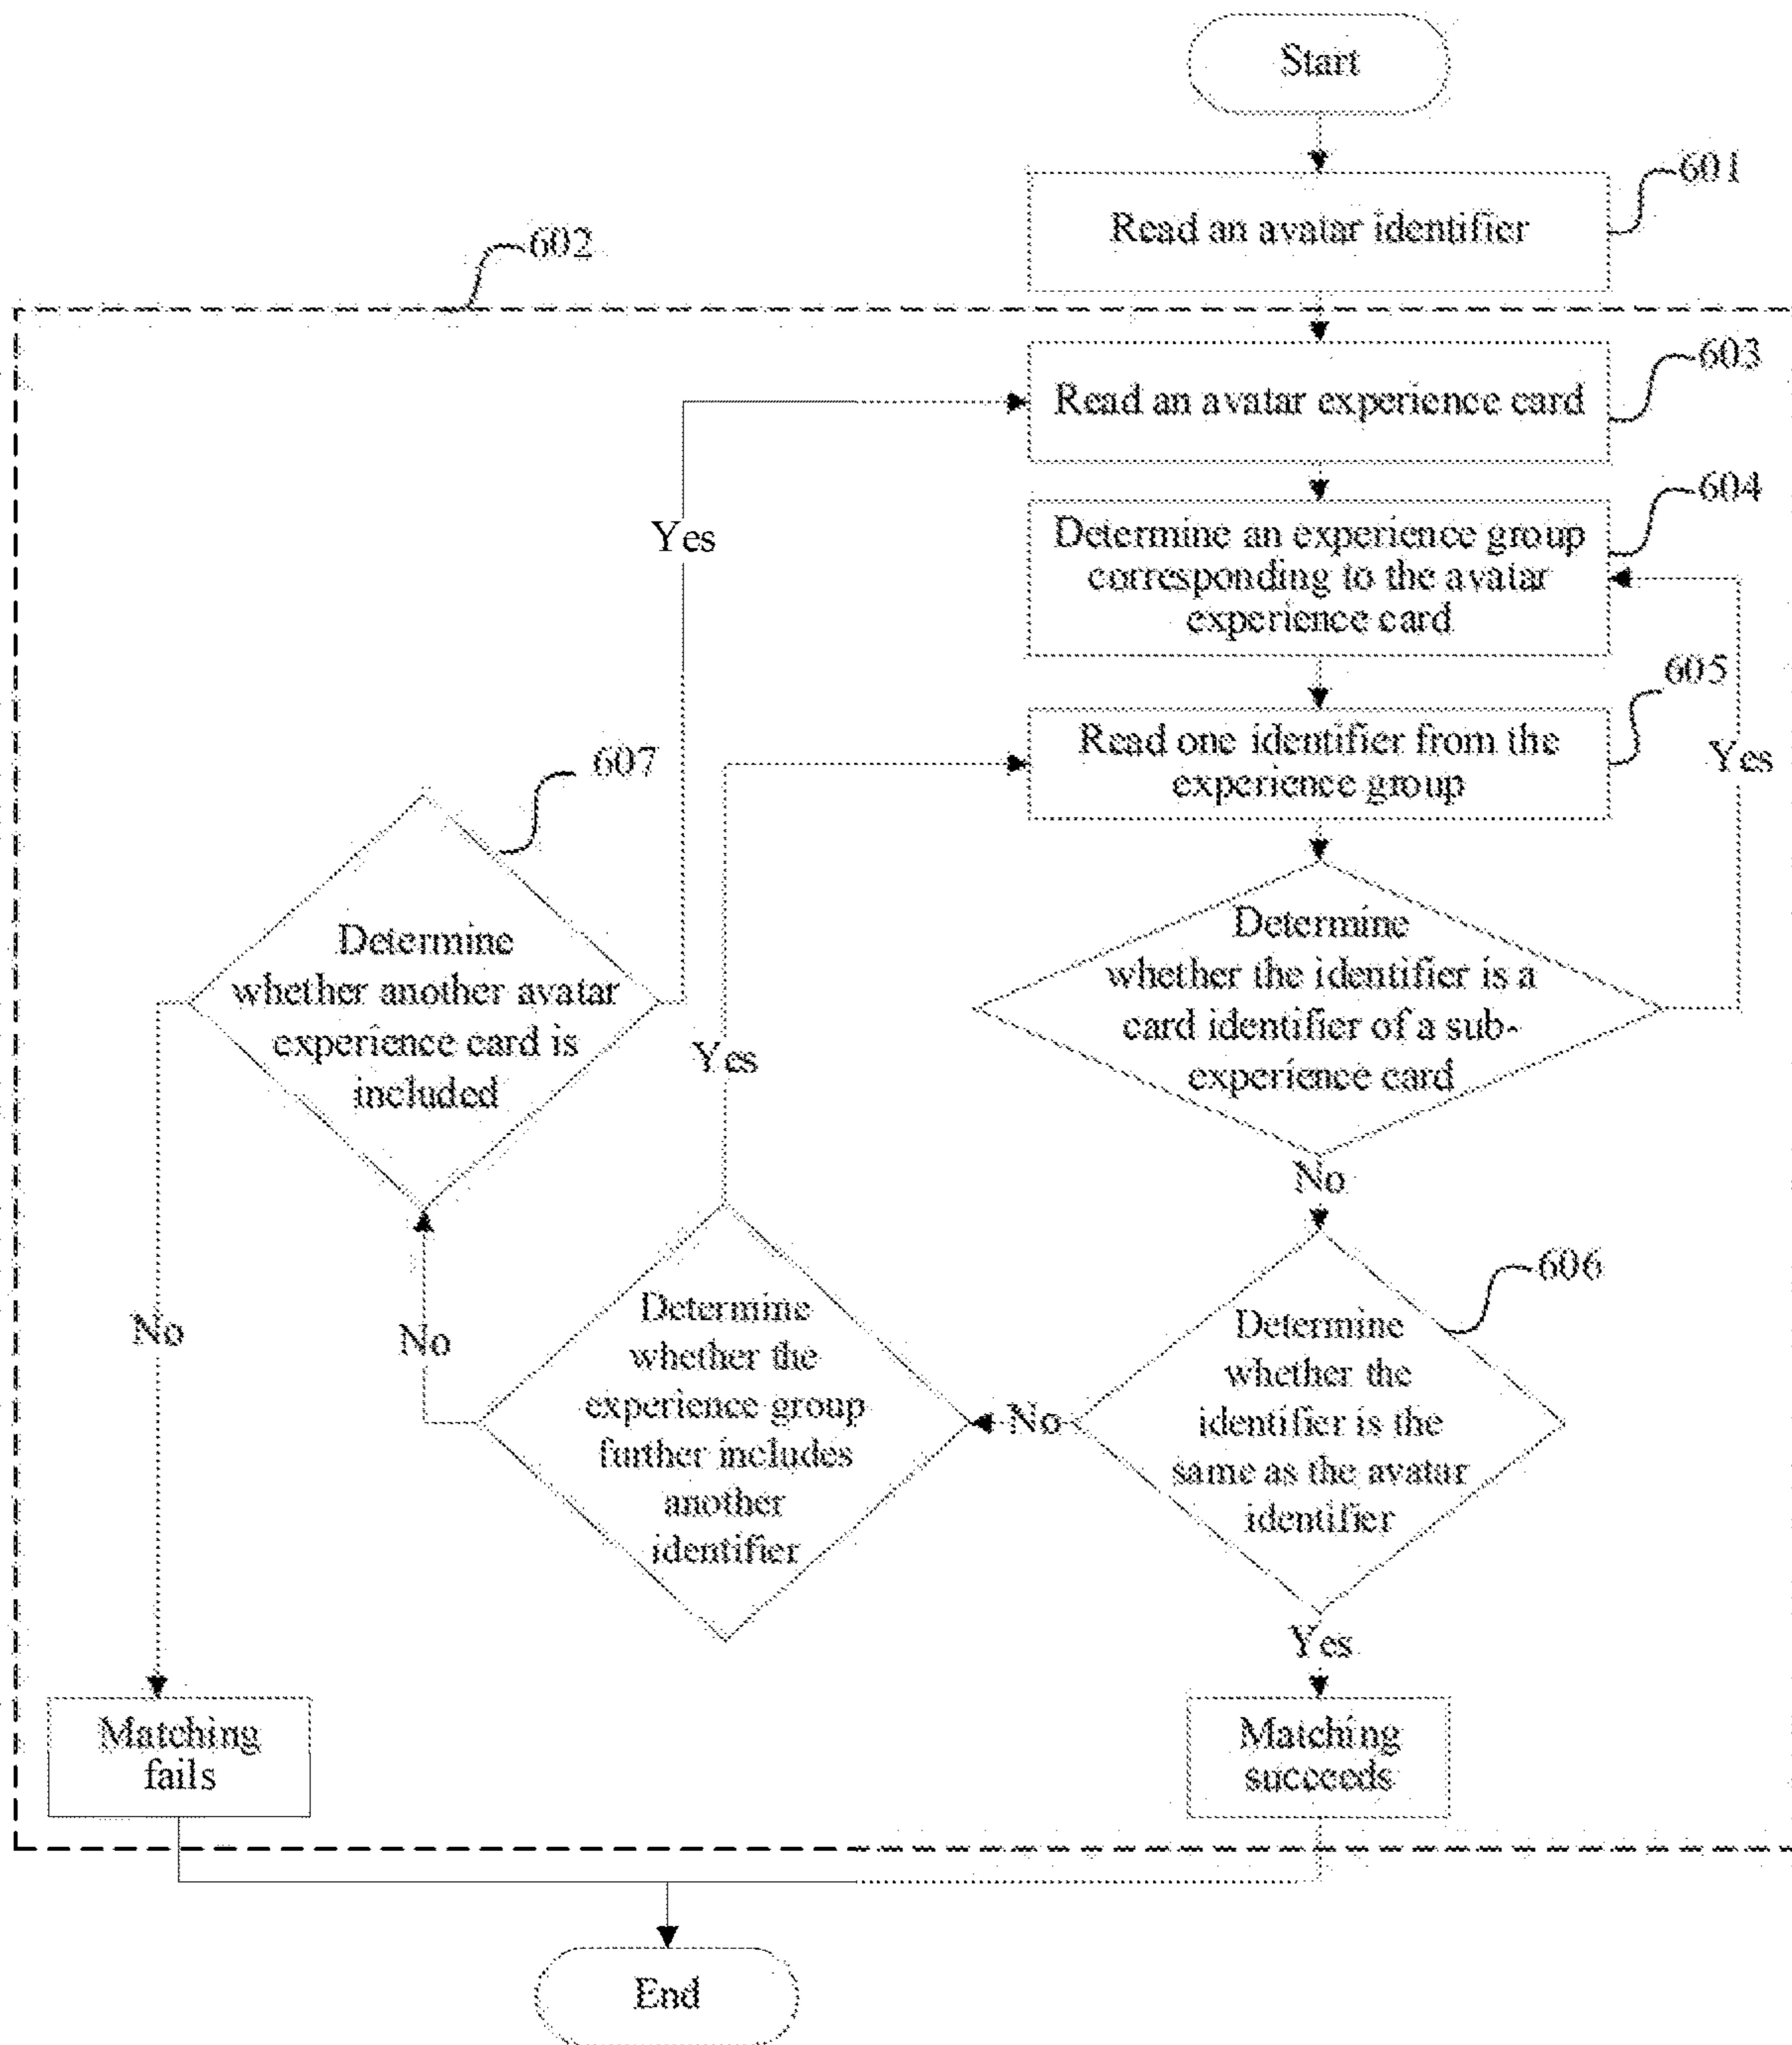 Start
601
Read an avatar identifier
602
603
Read an avatar experience card
604
Determine an experience group
corresponding to the avatar
experience card
Yes
605
Read one identifier from the
experience group
Yes
607
Determine
whether another avatar
experience card is
included
Determine
whether the identifier is a
card identifier of a sub-
experience card
Yes
No
606
Determine
whether the
identifier is the
same as the avatar
identifier
No
Determine
whether the
experience group
further includes
another
identifier
No
No
Yes
Matching
fails
Matching
succeeds
End